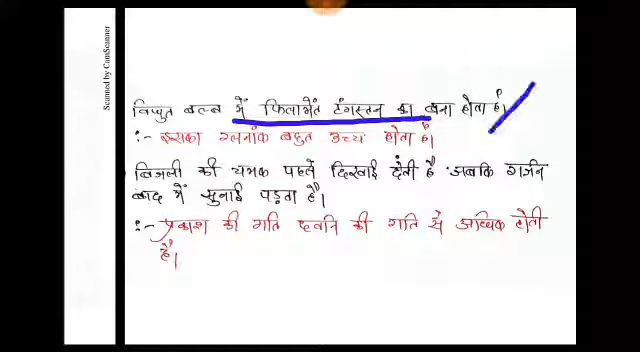 विधुत बल्ब में फिलामेंत टंगस्तन का बना होता है।
:- इसका गलनांक बहुत उच्य होता है।
बिजली की चमक पहले दिखाई देती है जबकि गर्जन
बाद में सुनाई पड़ता है।
:- प्रकाश की गति ध्वनि की गति से अधिक होती
है।
Scanned by CamScanner